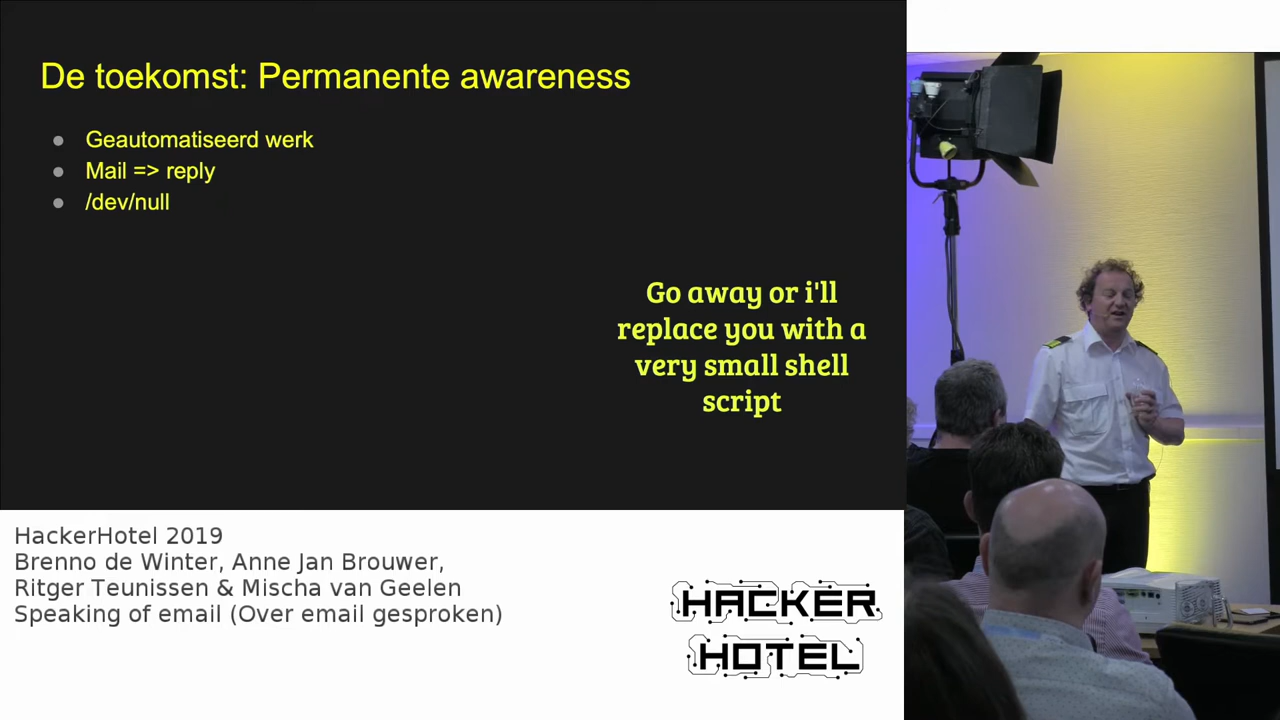 De toekomst: Permanente awareness
Geautomatiseerd werk
Mail => reply
/dev/null
Go away or i'll
replace you with a
very small shell
script
HackerHotel 2019
Brenno de Winter, Anne Jan Brouwer,
Ritger Teunissen & Mischa van Geelen
Speaking of email (Over email gesproken)
HACKER
HOTEL